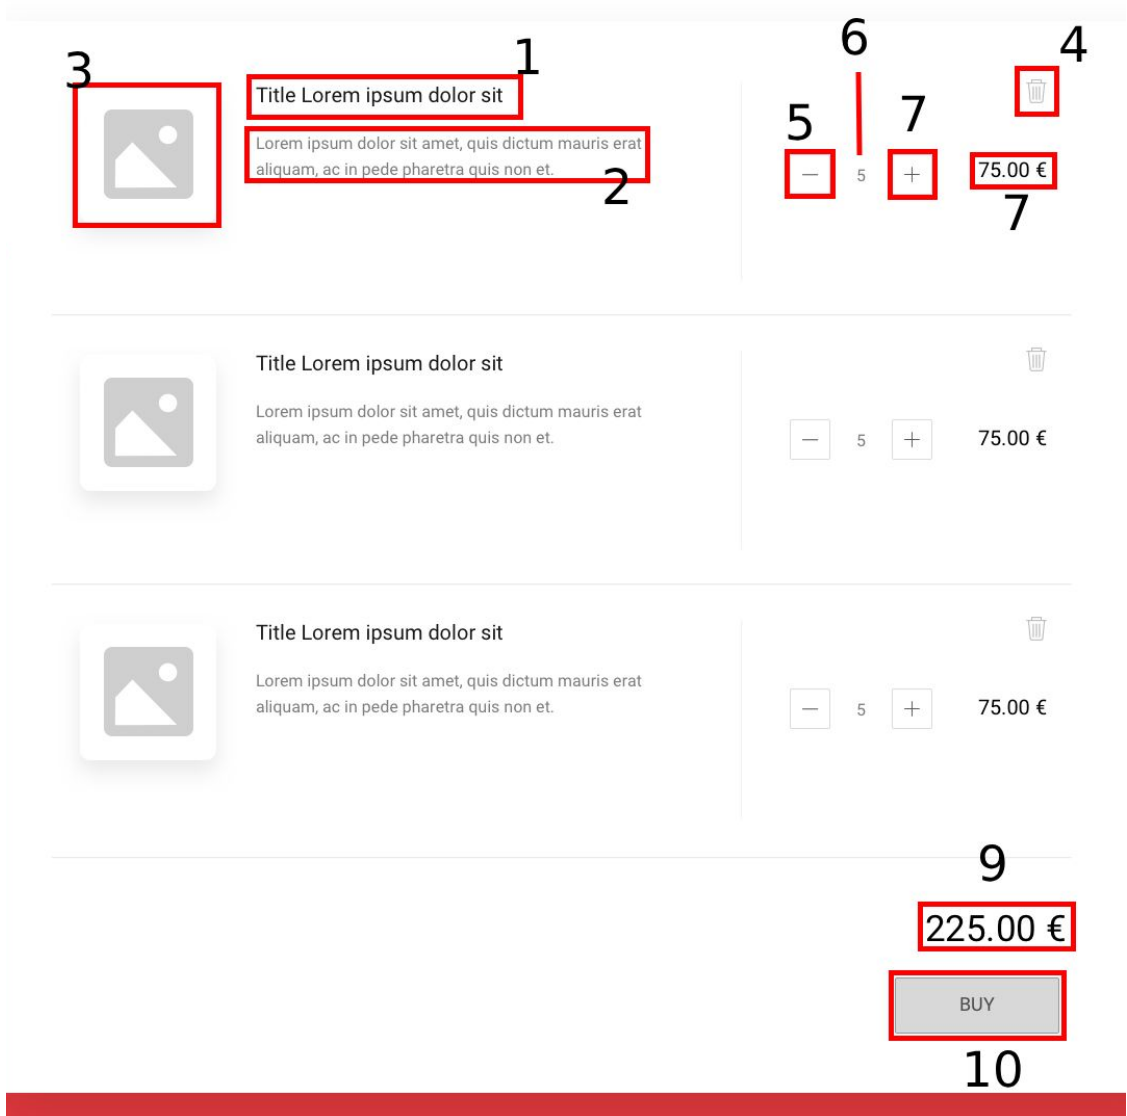 6
4
3
1
Title Lorem ipsum dolor sit
5
7
Lorem ipsum dolor sit amet, quis dictum mauris erat
aliquam, ac in pede pharetra quis non et.
2
5
75.00 €
7
Title Lorem ipsum dolor sit
Lorem ipsum dolor sit amet, quis dictum mauris erat
aliquam, ac in pede pharetra quis non et.
5
75.00 €
Title Lorem ipsum dolor sit
Lorem ipsum dolor sit amet, quis dictum mauris erat
aliquam, ac in pede pharetra quis non et.
5
75.00 €
9
225.00 €
BUY
10